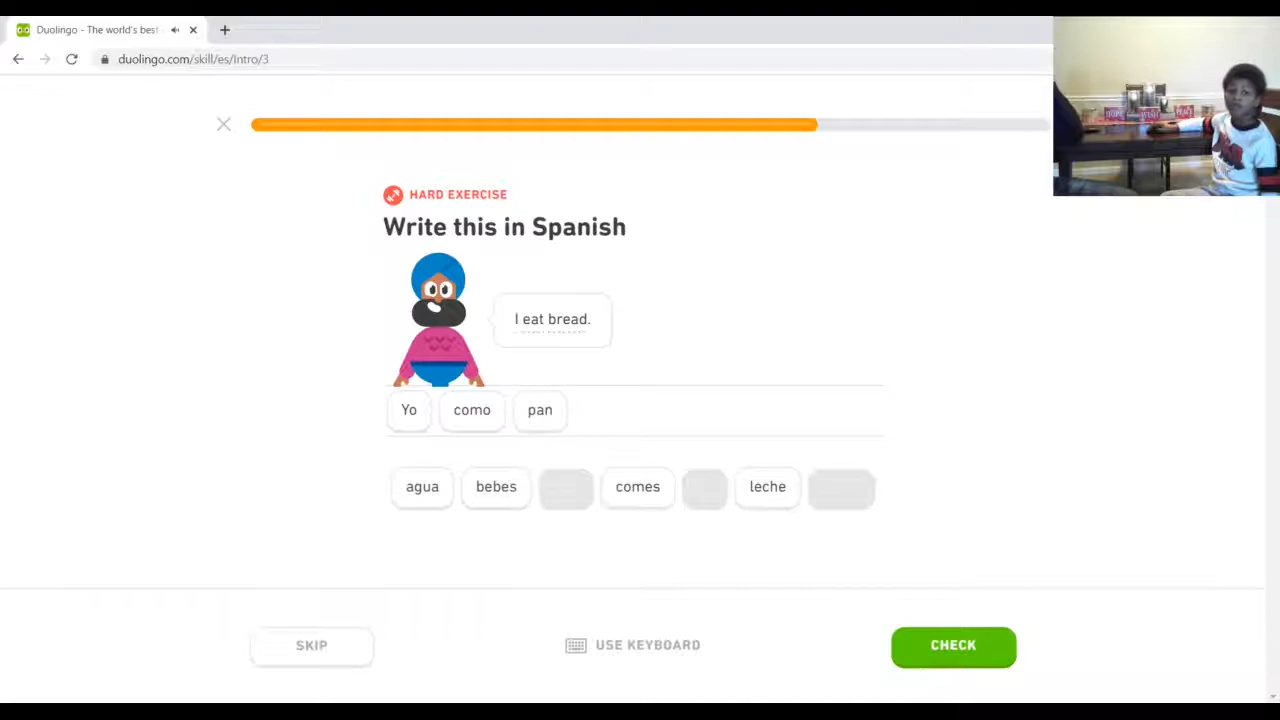 Duolingo - The world's best
duolingo.com/skill/es/Intro/3
HARD EXERCISE
Write this in Spanish
I eat bread.
Yo como pan
agua bebes comes leche
SKIP USE KEYBOARD CHECK
WISH